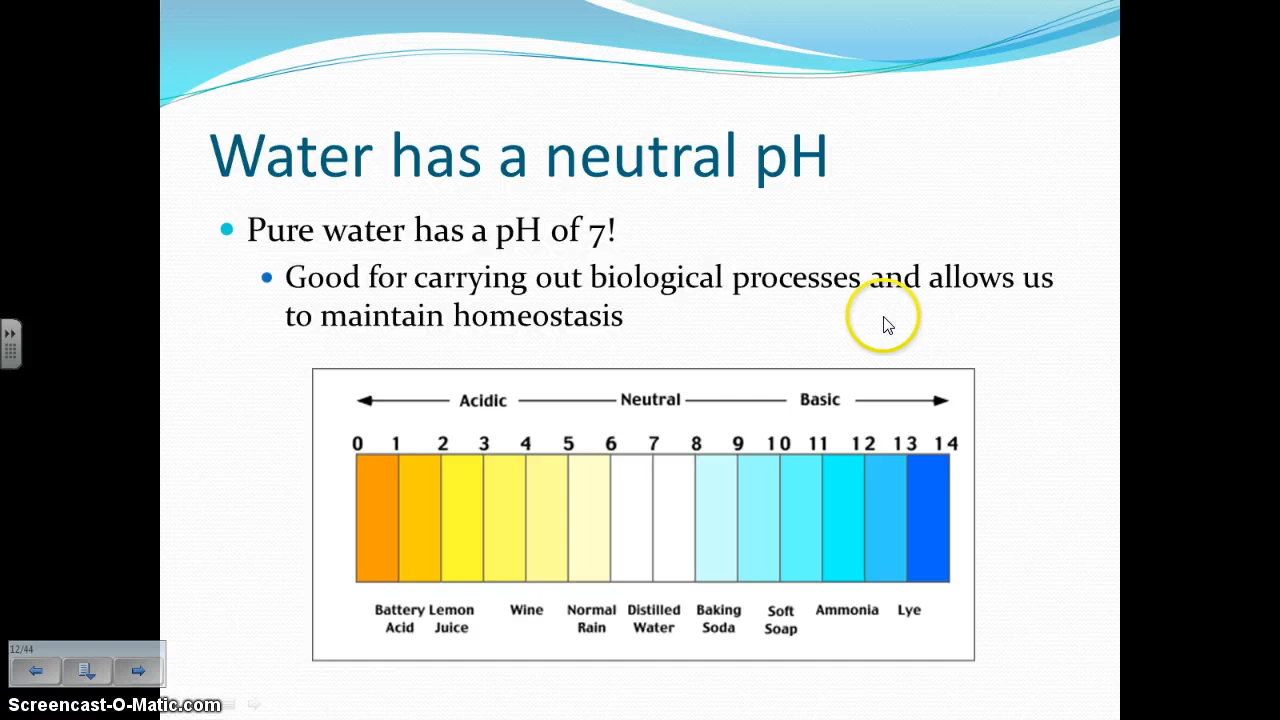 Water has a neutral pH
Pure water has a pH of 7!
Good for carrying out biological processes and allows us
to maintain homeostasis
Acidic Neutral Basic
0 1 2 3 4 5 6 7 8 9 10 11 12 13 14
Battery Lemon Wine Normal Distilled Baking Soft Ammonia Lye
Acid Juice Rain Water Soda Soap
12/44
Screencast-O-Matic.com